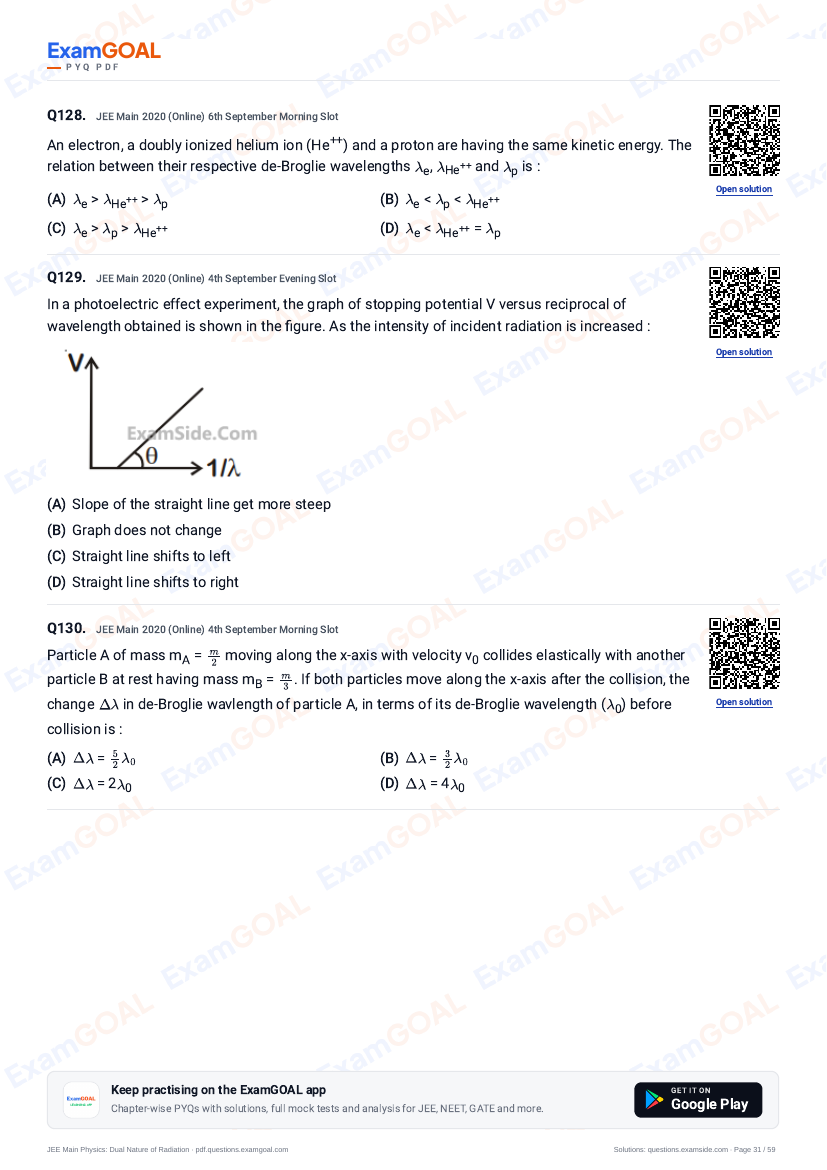 ExamGOAL
PYQ PDF
Q128. JEE Main 2020 (Online) 6th September Morning Slot
An electron, a doubly ionized helium ion (He⁺⁺) and a proton are having the same kinetic energy. The
relation between their respective de-Broglie wavelengths λe, λHe⁺⁺ and λp is :
(A) λe > λHe⁺⁺ > λp
(B) λe < λp < λHe⁺⁺
(C) λe > λp > λHe⁺⁺
(D) λe < λHe⁺⁺ = λp
Open solution
Q129. JEE Main 2020 (Online) 4th September Evening Slot
In a photoelectric effect experiment, the graph of stopping potential V versus reciprocal of
wavelength obtained is shown in the figure. As the intensity of incident radiation is increased :
Open solution
V
ExamSide.Com
θ
1/λ
(A) Slope of the straight line get more steep
(B) Graph does not change
(C) Straight line shifts to left
(D) Straight line shifts to right
Q130. JEE Main 2020 (Online) 4th September Morning Slot
Particle A of mass mA = m/2 moving along the x-axis with velocity v₀ collides elastically with another
particle B at rest having mass mB = m/3. If both particles move along the x-axis after the collision, the
change Δλ in de-Broglie wavlength of particle A, in terms of its de-Broglie wavelength (λ₀) before
collision is :
(A) Δλ = 5/2 λ₀
(B) Δλ = 3/2 λ₀
(C) Δλ = 2λ₀
(D) Δλ = 4λ₀
Open solution
Keep practising on the ExamGOAL app
Chapter-wise PYQs with solutions, full mock tests and analysis for JEE, NEET, GATE and more.
ExamGOAL
GET IT ON
Google Play
JEE Main Physics: Dual Nature of Radiation · pdf.questions.examgoal.com
Solutions: questions.examside.com · Page 31 / 59